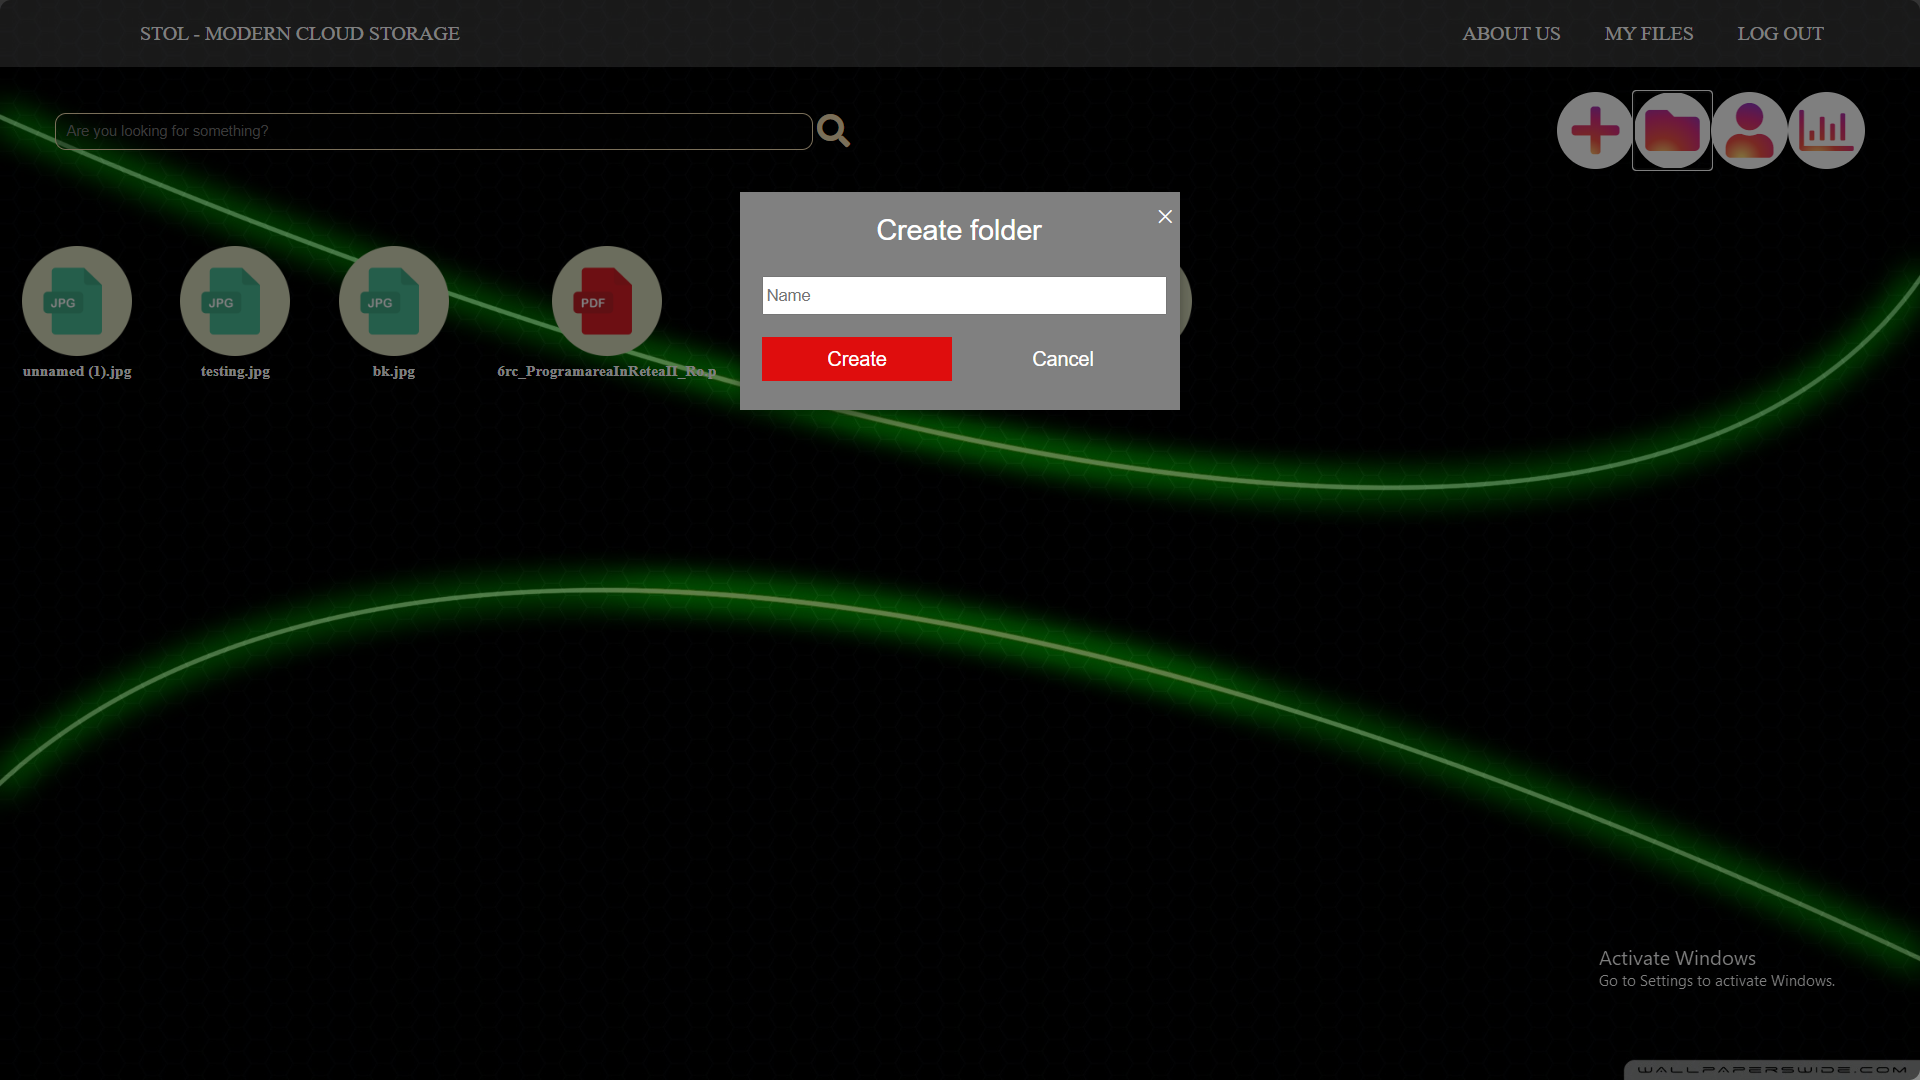 STOL - MODERN CLOUD STORAGE
ABOUT US
MY FILES
LOG OUT
Are you looking for something?
Create folder
Name
Create
Cancel
JPG
JPG
JPG
PDF
unnamed (1).jpg
testing.jpg
bk.jpg
6rc_ProgramareaInReteaII_Ro.p
Activate Windows
Go to Settings to activate Windows.
WALLPAPERSWIDE.COM